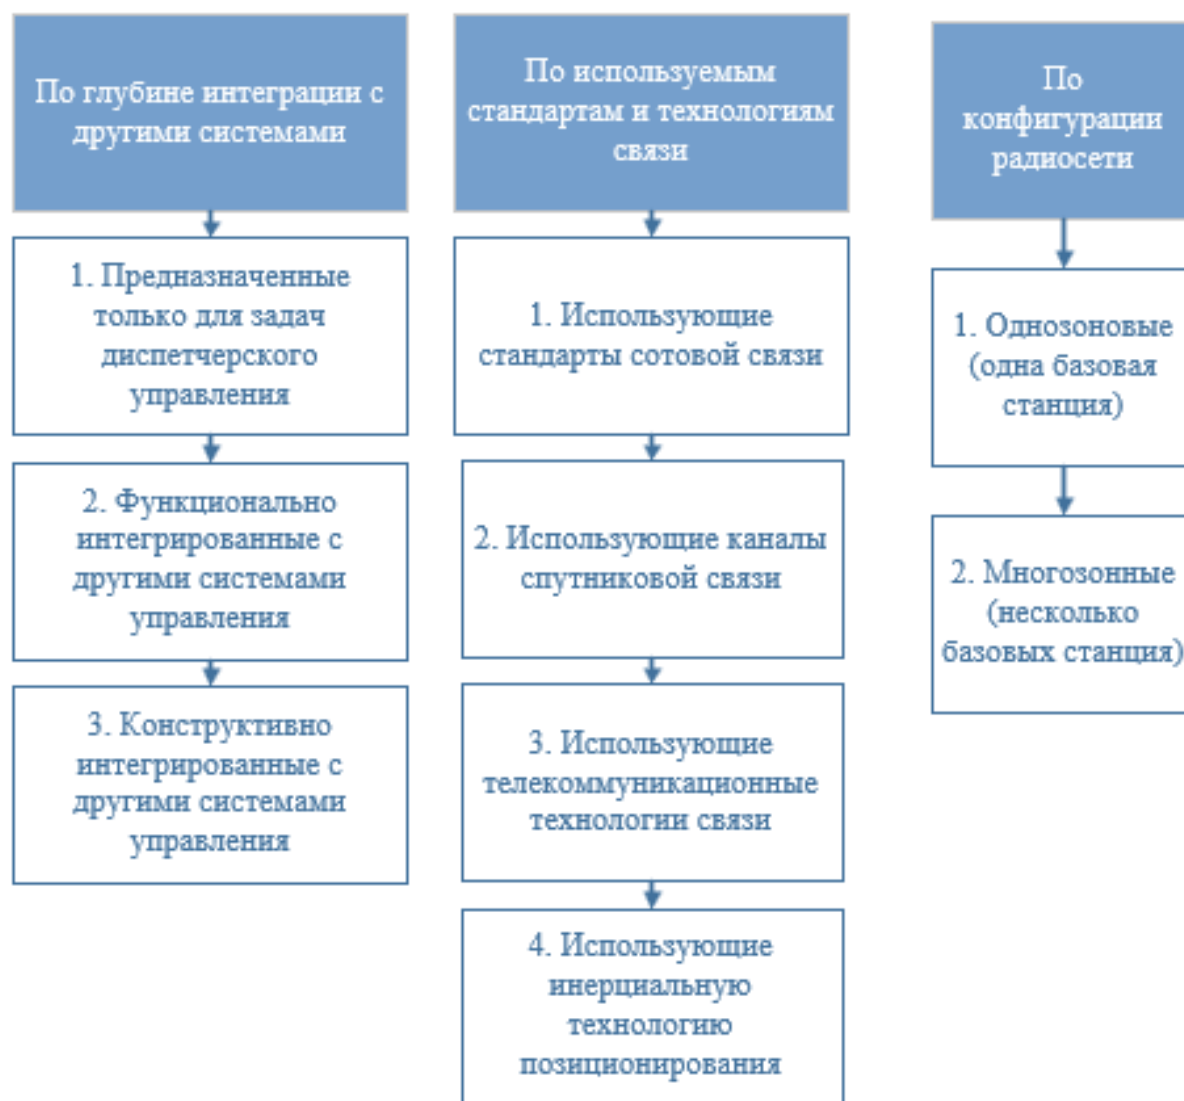 По глубине интеграции с
другими системами
1. Предназначенные
только для задач
диспетчерского
управления
2. Функционально
интегрированные с
другими системами
управления
3. Конструктивно
интегрированные с
другими системами
управления
По используемым
стандартам и технологиям
связи
1. Использующие
стандарты сотовой связи
2. Использующие каналы
спутниковой связи
3. Использующие
телекоммуникационные
технологии связи
4. Использующие
инерциальную
технологию
позиционирования
По
конфигурации
радиосети
1. Однозоновые
(одна базовая
станция)
2. Многозонные
(несколько
базовых станция)